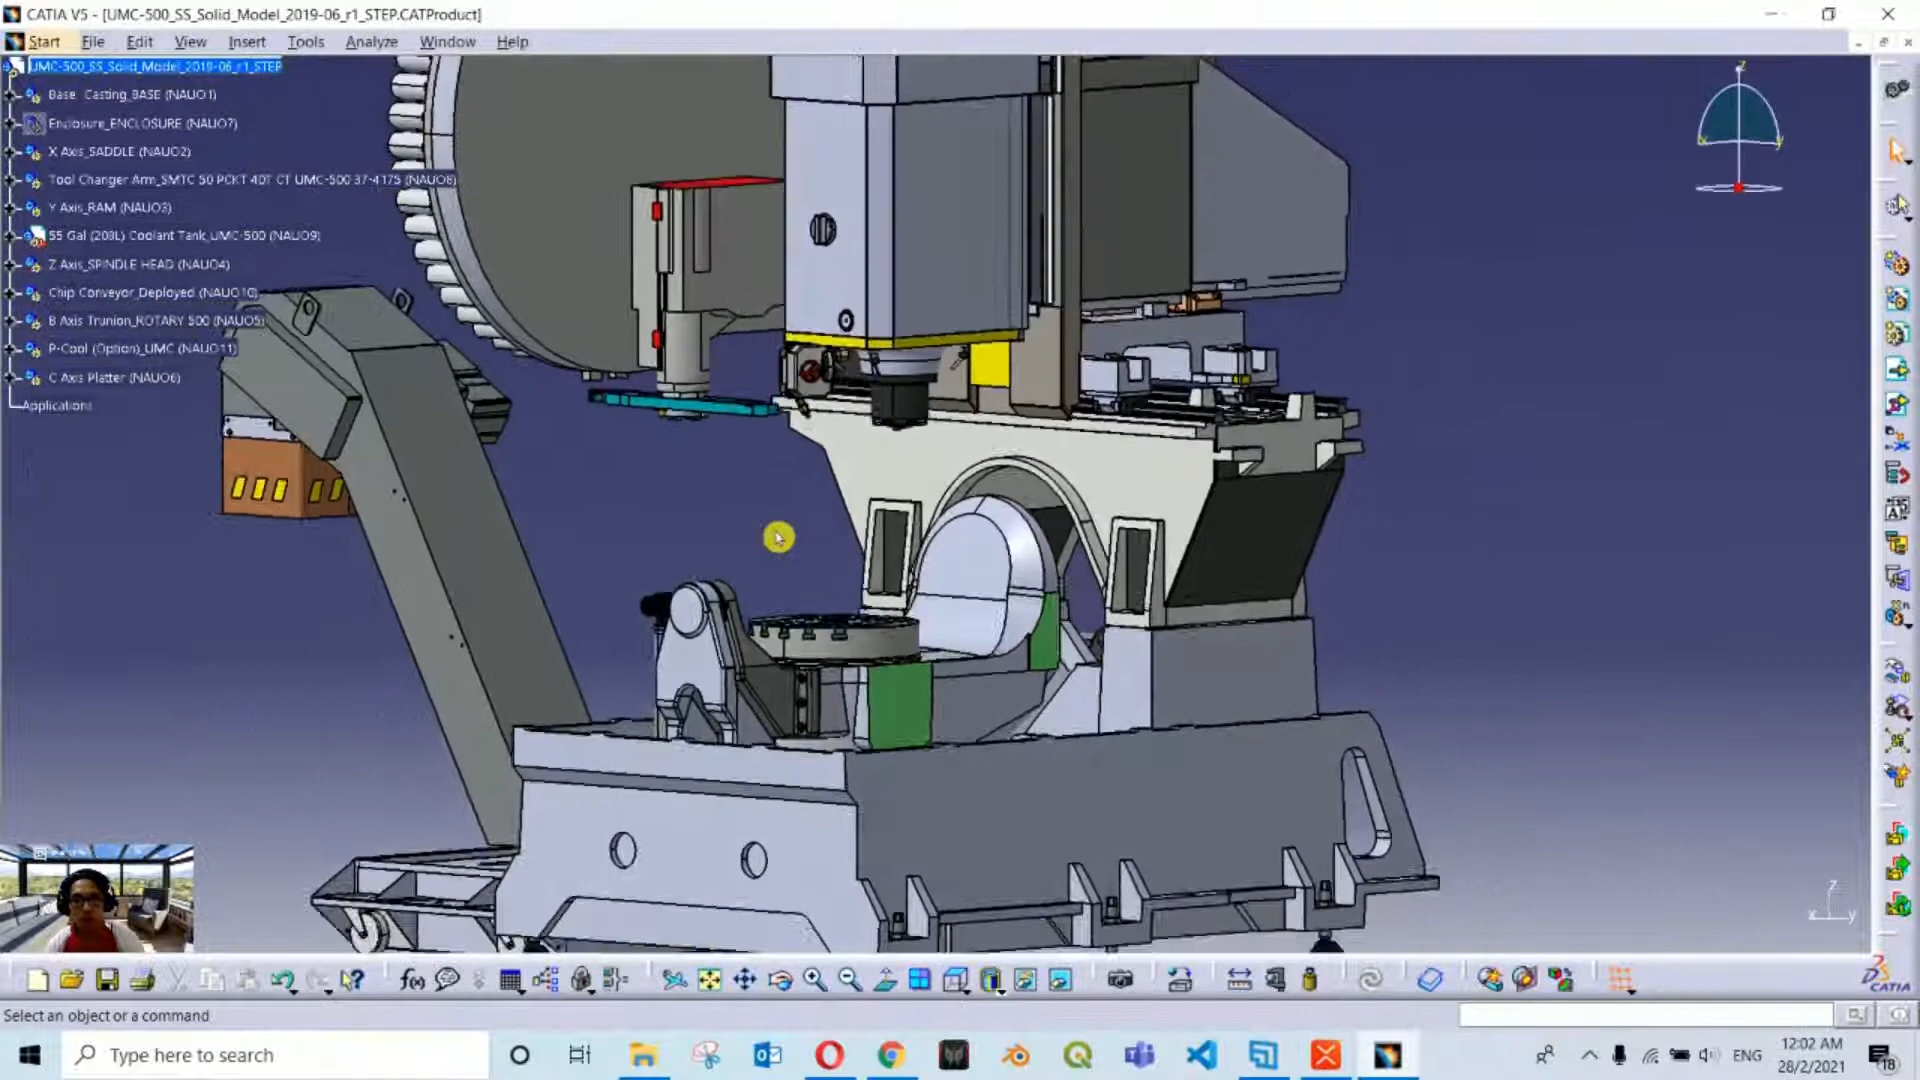 CATIA V5 - [UMC-500_SS_Solid_Model_2019-06_r1_STEP.CATProduct]
Start File Edit View Insert Tools Analyze Window Help
UMC-500_SS_Solid_Model_2019-06_r1_STEP
Base Casting_BASE (NAUO1)
Enclosure_ENCLOSURE (NAUO7)
X Axis_SADDLE (NAUO2)
Tool Changer Arm_SMTC 50 PCKT 40T CT UMC-500 37-4175 (NAUO8)
Y Axis_RAM (NAUO3)
55 Gal (208L) Coolant Tank_UMC-500 (NAUO9)
Z Axis_SPINDLE HEAD (NAUO4)
Chip Conveyor_Deployed (NAUO10)
B Axis Trunion_ROTARY 500 (NAUO5)
P-Cool (Option)_UMC (NAUO11)
C Axis Platter (NAUO6)
Applications
z
x y
z
x y
CATIA
Select an object or a command
Type here to search
ENG
12:02 AM
28/2/2021
18